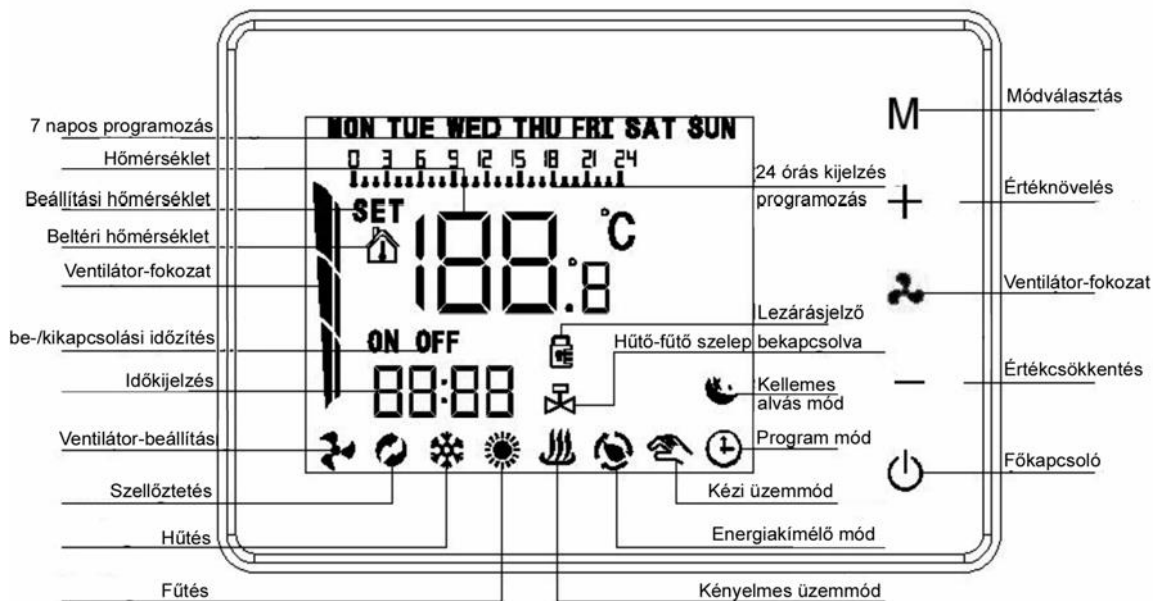 7 napos programozás
Hőmérséklet
Beállítási hőmérséklet
Beltéri hőmérséklet
Ventilátor-fokozat
be-/kikapcsolási időzítés
Időkijelzés
Ventilátor-beállítás
Szellőztetés
Hűtés
Fűtés
MON TUE WED THU FRI SAT SUN
0 3 6 9 12 15 18 21 24
SET
188.8
°C
ON OFF
88:88
24 órás kijelzés
programozás
Lezárásjelző
Hűtő-fűtő szelep bekapcsolva
Kellemes
alvás mód
Program mód
Kézi üzemmód
Energiakímélő mód
Kényelmes üzemmód
M
Módválasztás
+
Értéknövelés
Ventilátor-fokozat
−
Értékcsökkentés
Főkapcsoló